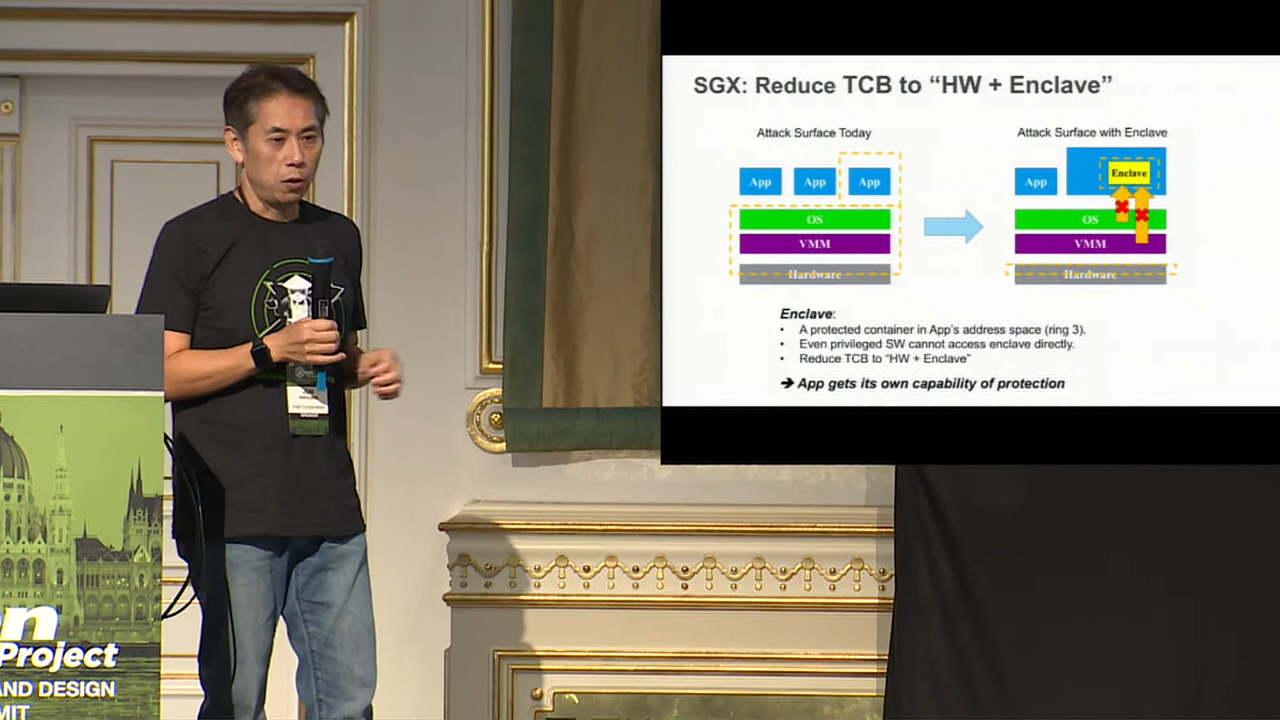 SGX: Reduce TCB to “HW + Enclave”
Attack Surface Today
App
App
App
OS
VMM
Hardware
Attack Surface with Enclave
App
Enclave
OS
VMM
Hardware
Enclave:
• A protected container in App’s address space (ring 3).
• Even privileged SW cannot access enclave directly.
• Reduce TCB to “HW + Enclave”
➔ App gets its own capability of protection
n
Project
AND DESIGN
MIT